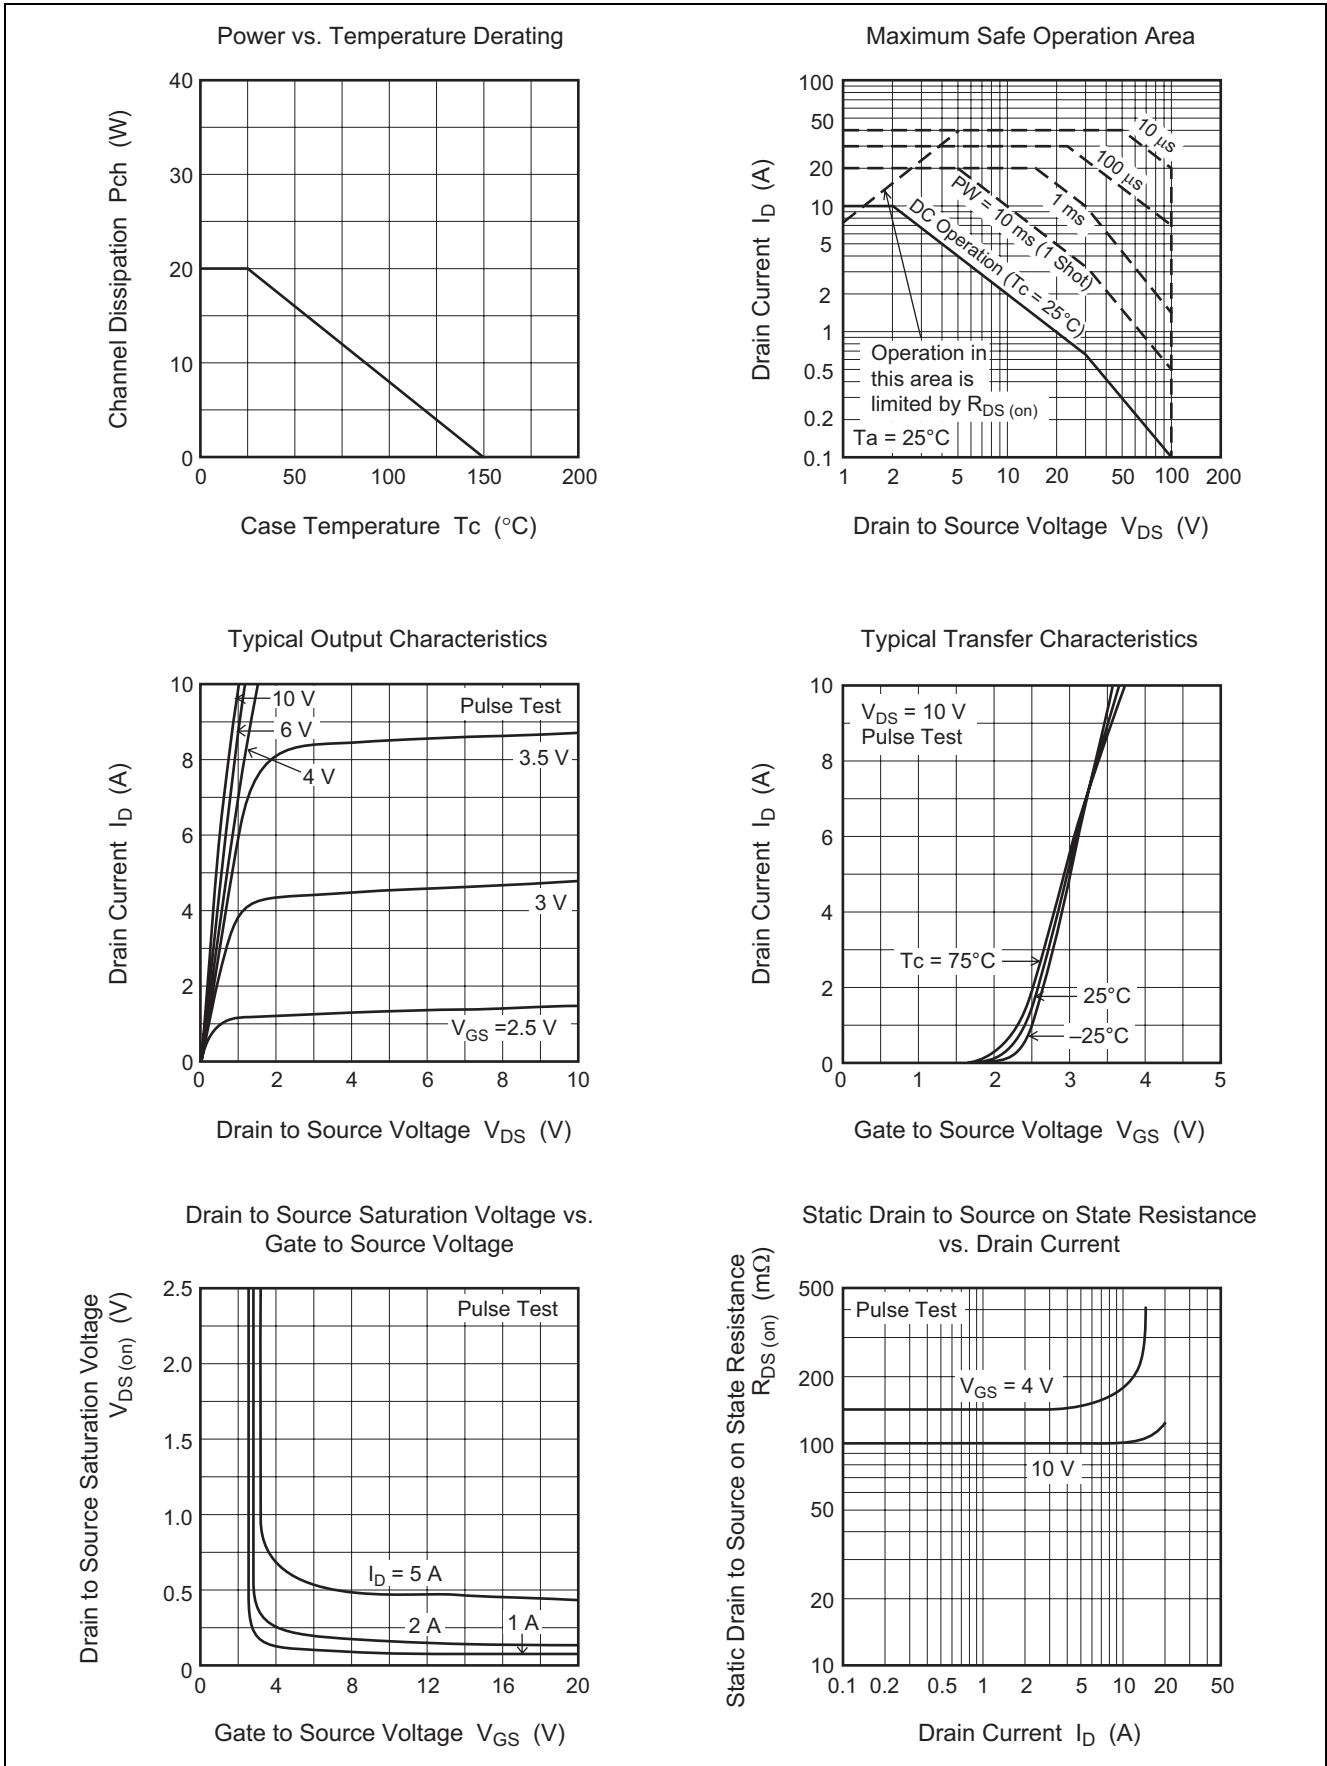 Power vs. Temperature Derating
Channel Dissipation Pch (W)
40
30
20
10
0
0 50 100 150 200
Case Temperature Tc (°C)
Maximum Safe Operation Area
Drain Current ID (A)
100
50
20
10
5
2
1
0.5
0.2
0.1
10 μs
100 μs
1 ms
PW = 10 ms (1 Shot)
DC Operation (Tc = 25°C)
Operation in
this area is
limited by RDS (on)
Ta = 25°C
1 2 5 10 20 50 100 200
Drain to Source Voltage VDS (V)
Typical Output Characteristics
Drain Current ID (A)
10
8
6
4
2
0
10 V
6 V
4 V
Pulse Test
3.5 V
3 V
VGS =2.5 V
0 2 4 6 8 10
Drain to Source Voltage VDS (V)
Typical Transfer Characteristics
Drain Current ID (A)
10
8
6
4
2
0
VDS = 10 V
Pulse Test
Tc = 75°C
25°C
–25°C
0 1 2 3 4 5
Gate to Source Voltage VGS (V)
Drain to Source Saturation Voltage vs.
Gate to Source Voltage
Drain to Source Saturation Voltage
VDS (on) (V)
2.5
2.0
1.5
1.0
0.5
0
Pulse Test
ID = 5 A
2 A
1 A
0 4 8 12 16 20
Gate to Source Voltage VGS (V)
Static Drain to Source on State Resistance
vs. Drain Current
Static Drain to Source on State Resistance
RDS (on) (mΩ)
500
200
100
50
20
10
Pulse Test
VGS = 4 V
10 V
0.1 0.2 0.5 1 2 5 10 20 50
Drain Current ID (A)